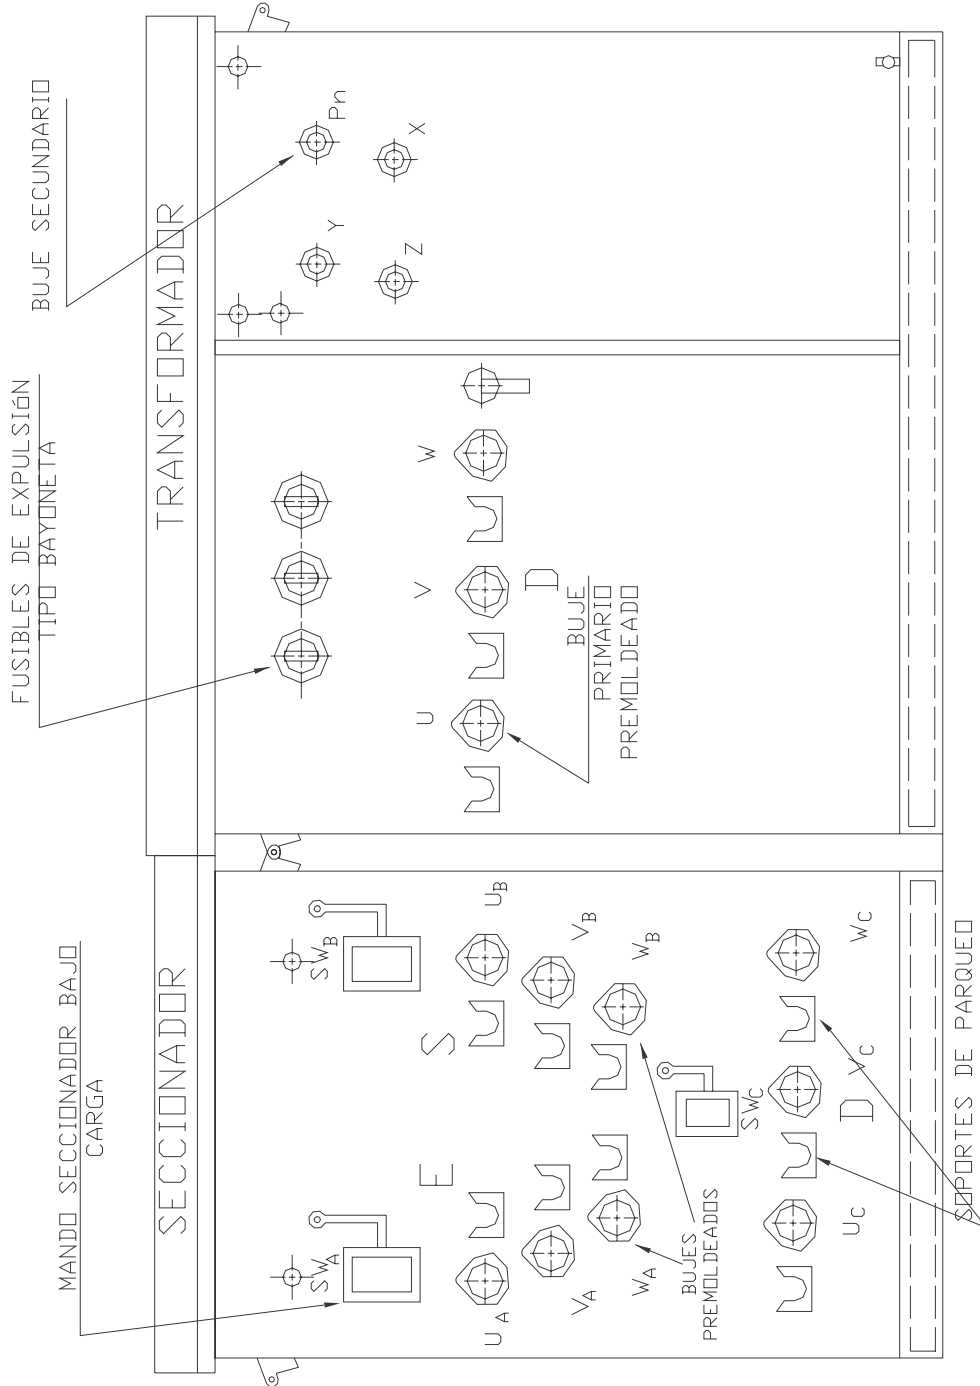 BUJE SECUNDARIO
FUSIBLES DE EXPULSIóN
TIPO BAYONETA
MANDO SECCIONADOR BAJO
CARGA
TRANSFORMADOR
SECCIONADOR
Pn
X
Y
Z
W
V
U
D
BUJE
PRIMARIO
PREMOLDEADO
SWA
SWB
SWC
E
S
D
UA
VA
WA
UB
VB
WB
UC
VC
WC
BUJES
PREMOLDEADOS
SOPORTES DE PARQUEO